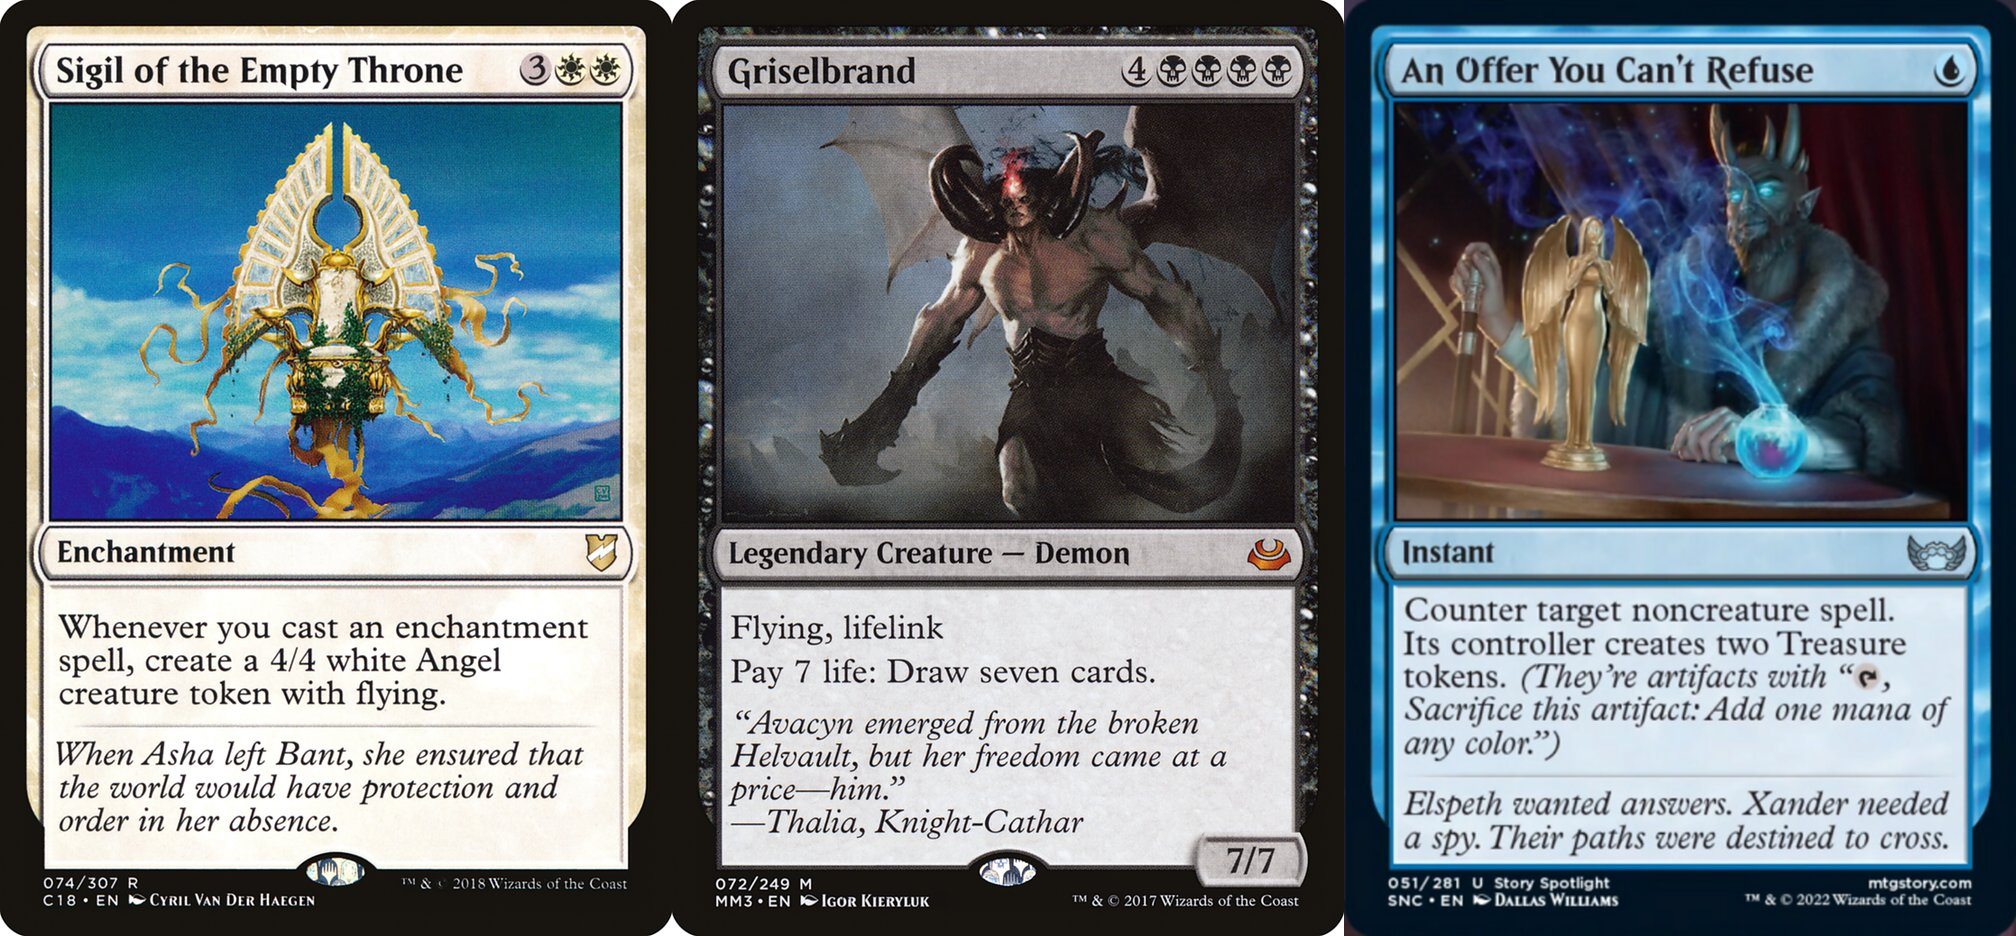 Sigil of the Empty Throne 3
Enchantment
Whenever you cast an enchantment
spell, create a 4/4 white Angel
creature token with flying.
When Asha left Bant, she ensured that
the world would have protection and
order in her absence.
074/307 R
C18 • EN Cyril Van Der Haegen
™ & © 2018 Wizards of the Coast
Griselbrand 4
Legendary Creature — Demon
Flying, lifelink
Pay 7 life: Draw seven cards.
“Avacyn emerged from the broken
Helvault, but her freedom came at a
price—him.”
—Thalia, Knight-Cathar
7/7
072/249 M
MM3 • EN Igor Kieryluk
™ & © 2017 Wizards of the Coast
An Offer You Can't Refuse
Instant
Counter target noncreature spell.
Its controller creates two Treasure
tokens. (They're artifacts with “,
Sacrifice this artifact: Add one mana of
any color.”)
Elspeth wanted answers. Xander needed
a spy. Their paths were destined to cross.
051/281 U Story Spotlight
SNC • EN Dallas Williams
mtgstory.com
™ & © 2022 Wizards of the Coast